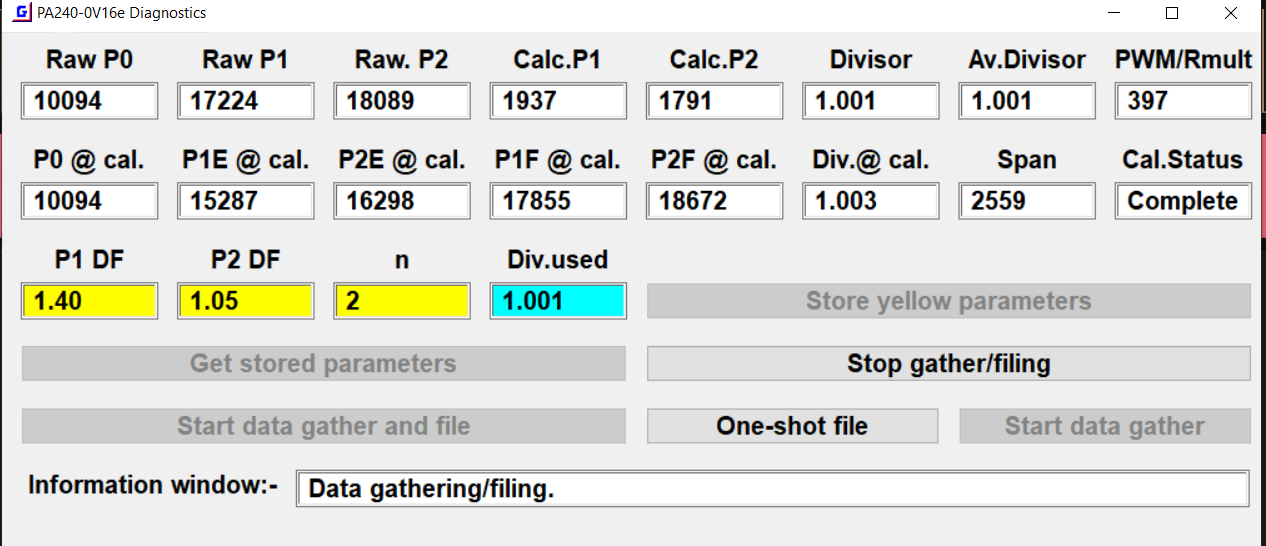 PA240-0V16e Diagnostics
Raw P0 Raw P1 Raw. P2 Calc.P1 Calc.P2 Divisor Av.Divisor PWM/Rmult
10094 17224 18089 1937 1791 1.001 1.001 397
P0 @ cal. P1E @ cal. P2E @ cal. P1F @ cal. P2F @ cal. Div.@ cal. Span Cal.Status
10094 15287 16298 17855 18672 1.003 2559 Complete
P1 DF P2 DF n Div.used
1.40 1.05 2 1.001 Store yellow parameters
Get stored parameters Stop gather/filing
Start data gather and file One-shot file Start data gather
Information window:- Data gathering/filing.